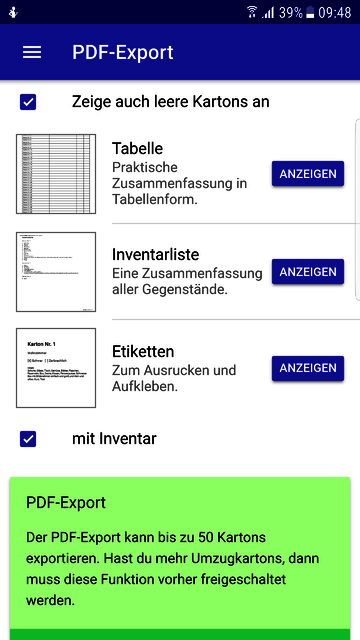 39% 09:48
PDF-Export
Zeige auch leere Kartons an
Tabelle
Praktische
Zusammenfassung in
Tabellenform.
ANZEIGEN
Inventarliste
Eine Zusammenfassung
aller Gegenstände.
ANZEIGEN
Karton Nr. 1
Etiketten
Zum Ausrucken und
Aufkleben.
ANZEIGEN
mit Inventar
PDF-Export
Der PDF-Export kann bis zu 50 Kartons
exportieren. Hast du mehr Umzugkartons, dann
muss diese Funktion vorher freigeschaltet
werden.